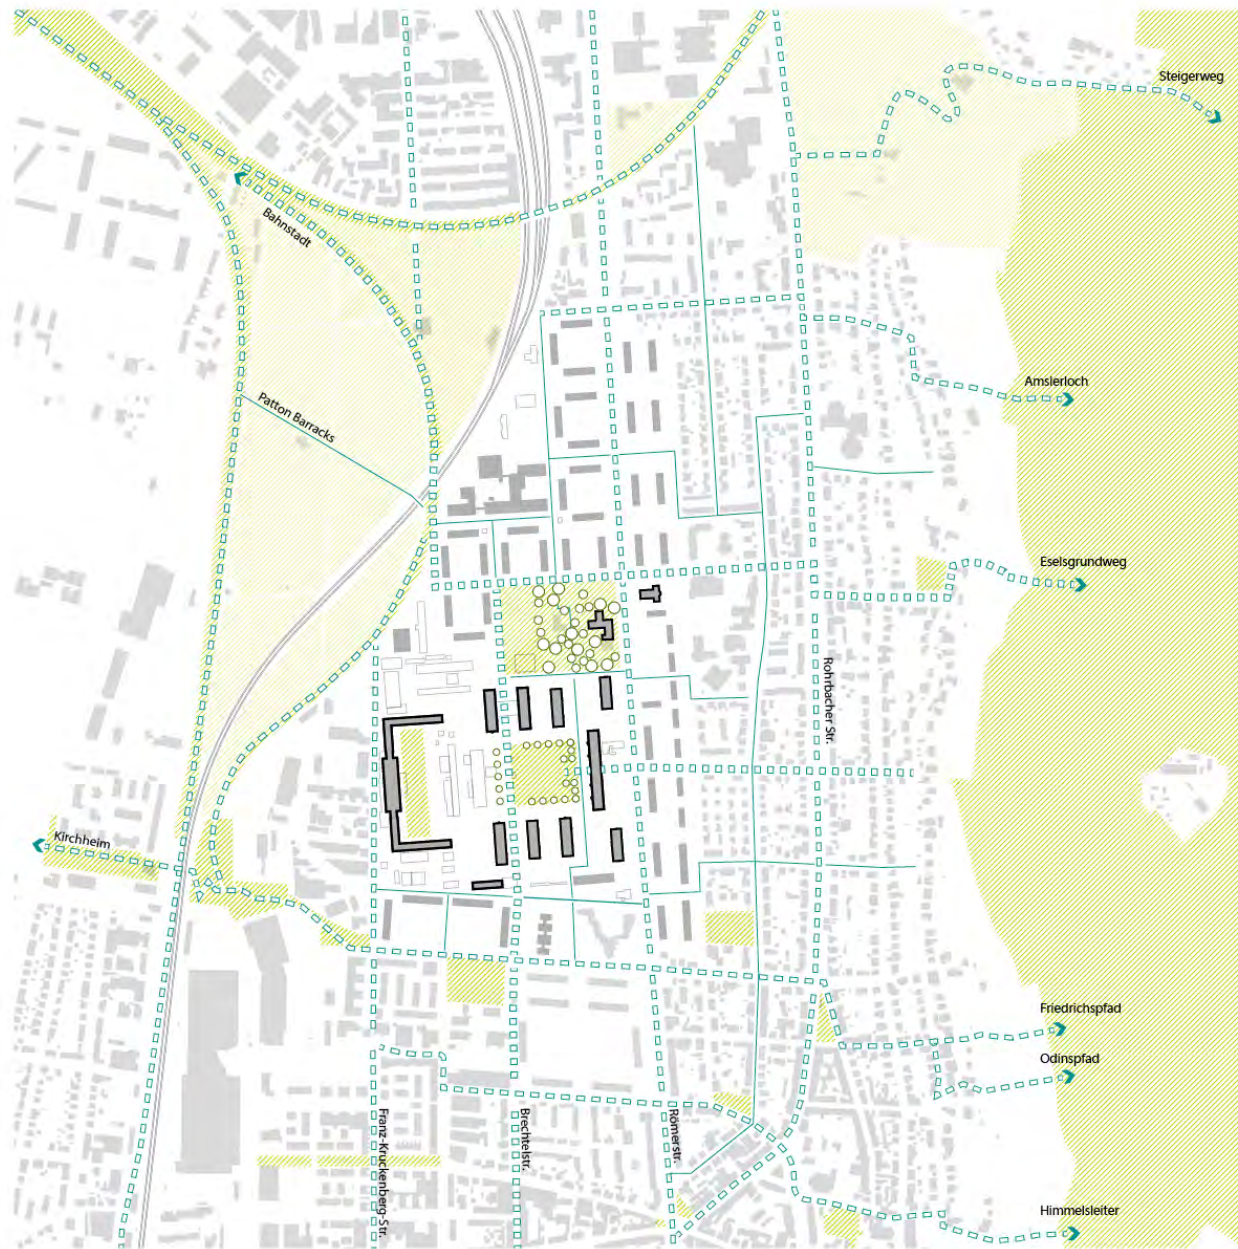 Steigerweg
Bahnstadt
Amslerloch
Patton Barracks
Eselsgrundweg
Rohrbacher Str.
Kirchheim
Friedrichspfad
Odinspfad
Franz-Kruckenberg-Str.
Brechtelstr.
Römerstr.
Himmelsleiter